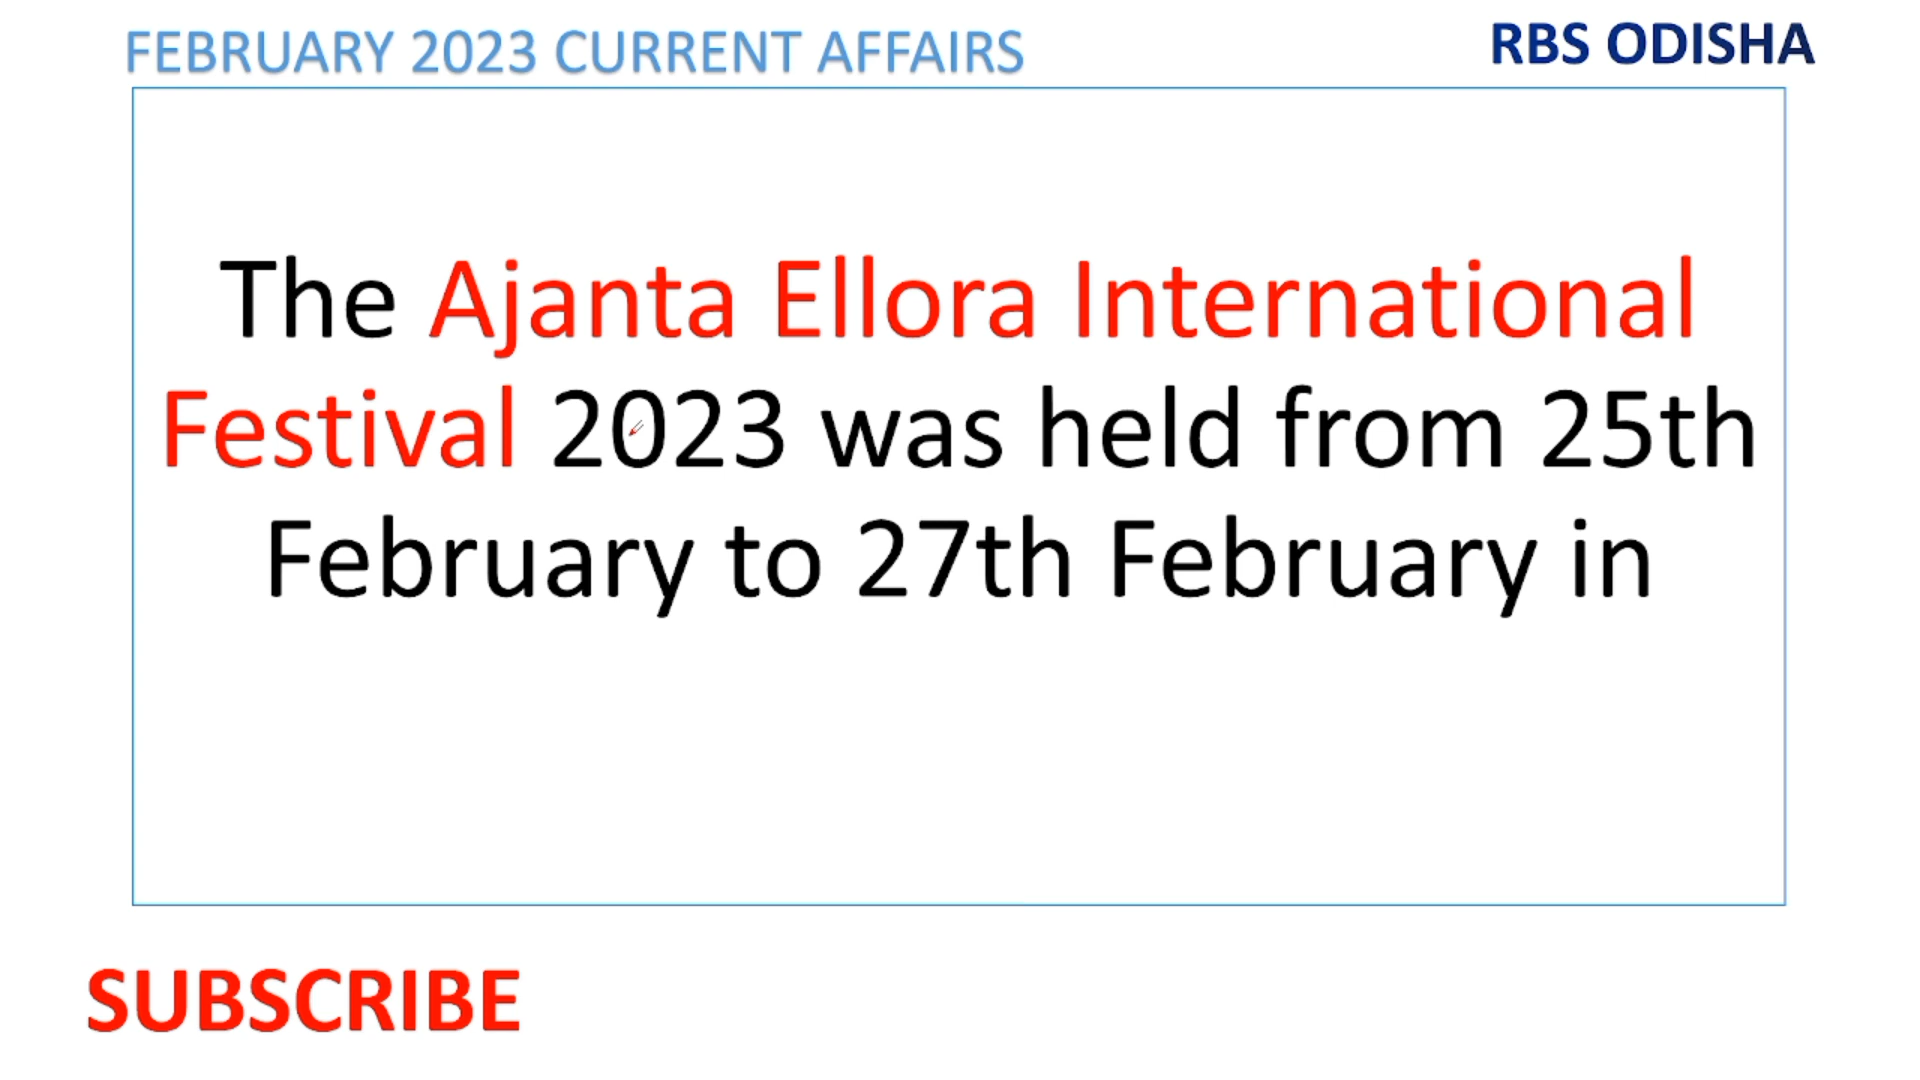 FEBRUARY 2023 CURRENT AFFAIRS
RBS ODISHA
The Ajanta Ellora International
Festival 2023 was held from 25th
February to 27th February in
SUBSCRIBE